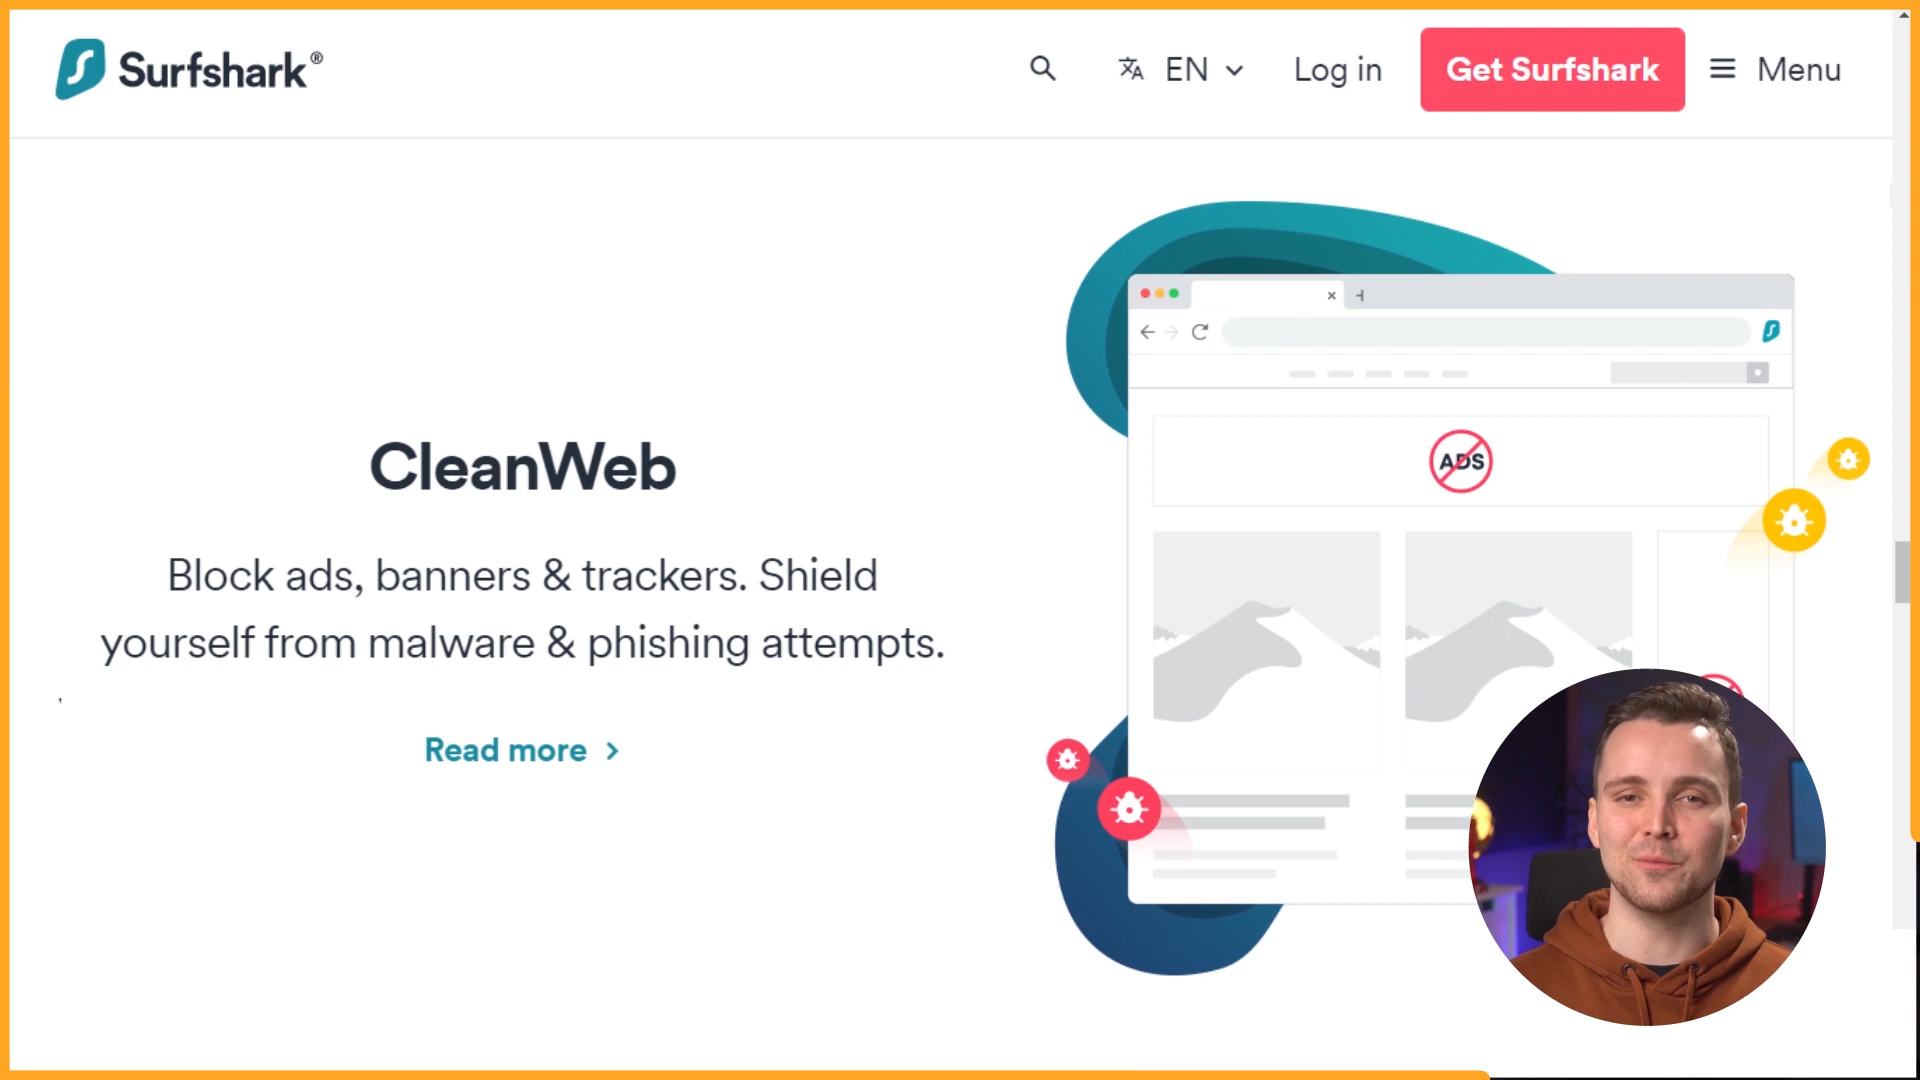 Surfshark®
EN
Log in
Get Surfshark
Menu
CleanWeb
Block ads, banners & trackers. Shield
yourself from malware & phishing attempts.
Read more
ADS